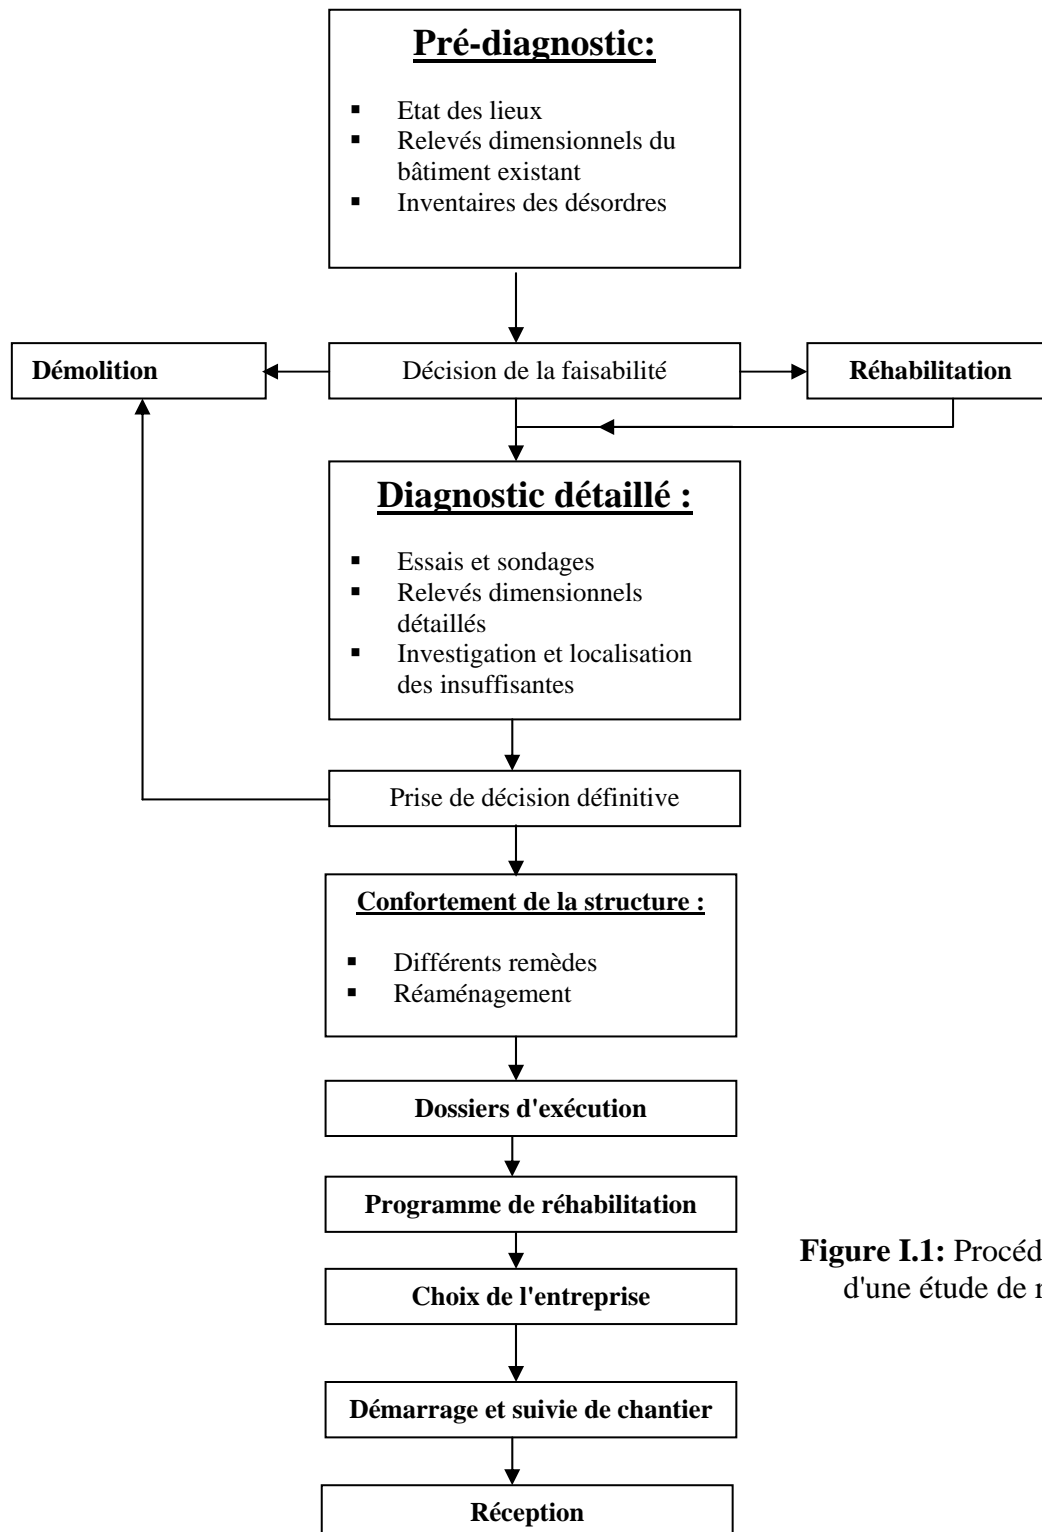 Pré-diagnostic:
▪ Etat des lieux
▪ Relevés dimensionnels du
bâtiment existant
▪ Inventaires des désordres
Démolition
Décision de la faisabilité
Réhabilitation
Diagnostic détaillé :
▪ Essais et sondages
▪ Relevés dimensionnels
détaillés
▪ Investigation et localisation
des insuffisantes
Prise de décision définitive
Confortement de la structure :
▪ Différents remèdes
▪ Réaménagement
Dossiers d'exécution
Programme de réhabilitation
Figure I.1: Procéd
d'une étude de
Choix de l'entreprise
Démarrage et suivie de chantier
Réception